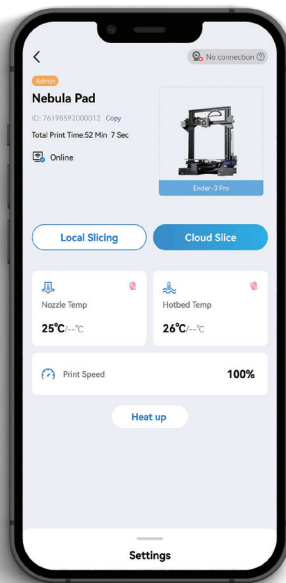 No connection
Admin
Nebula Pad
ID: 76198592000012 Copy
Total Print Time:52 Min 7 Sec
Online
Ender-3 Pro
Local Slicing
Cloud Slice
Nozzle Temp
25°C/--°C
Hotbed Temp
26°C/--°C
Print Speed
100%
Heat up
Settings